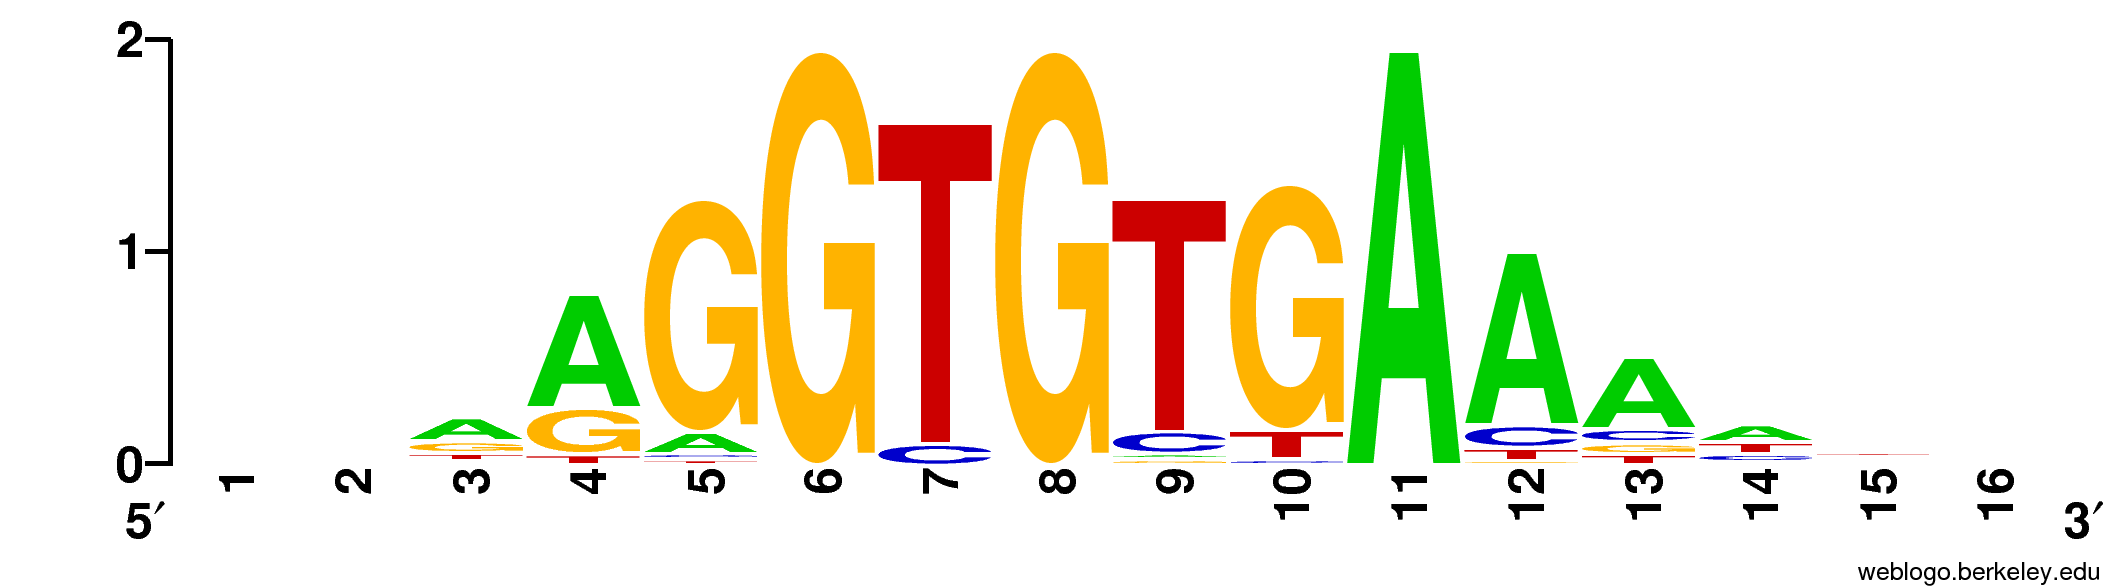 2
1
0
A G T
A G T
G A C T
G
T C
G
T C A G
G T C
A
A C T G
A C G T
A T C
T
1 2 3 4 5 6 7 8 9 10 11 12 13 14 15 16
5′ 3′
weblogo.berkeley.edu